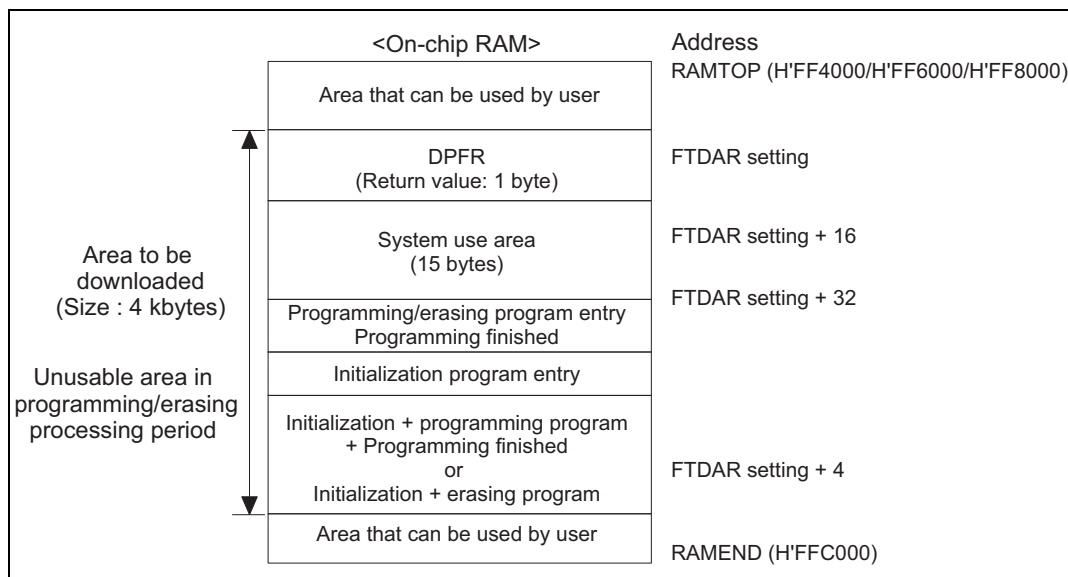 <On-chip RAM>
Address
RAMTOP (H'FF4000/H'FF6000/H'FF8000)
Area that can be used by user
DPFR
(Return value: 1 byte)
FTDAR setting
System use area
(15 bytes)
FTDAR setting + 16
Area to be
downloaded
(Size : 4 kbytes)
FTDAR setting + 32
Programming/erasing program entry
Programming finished
Initialization program entry
Unusable area in
programming/erasing
processing period
Initialization + programming program
+ Programming finished
or
Initialization + erasing program
FTDAR setting + 4
Area that can be used by user
RAMEND (H'FFC000)